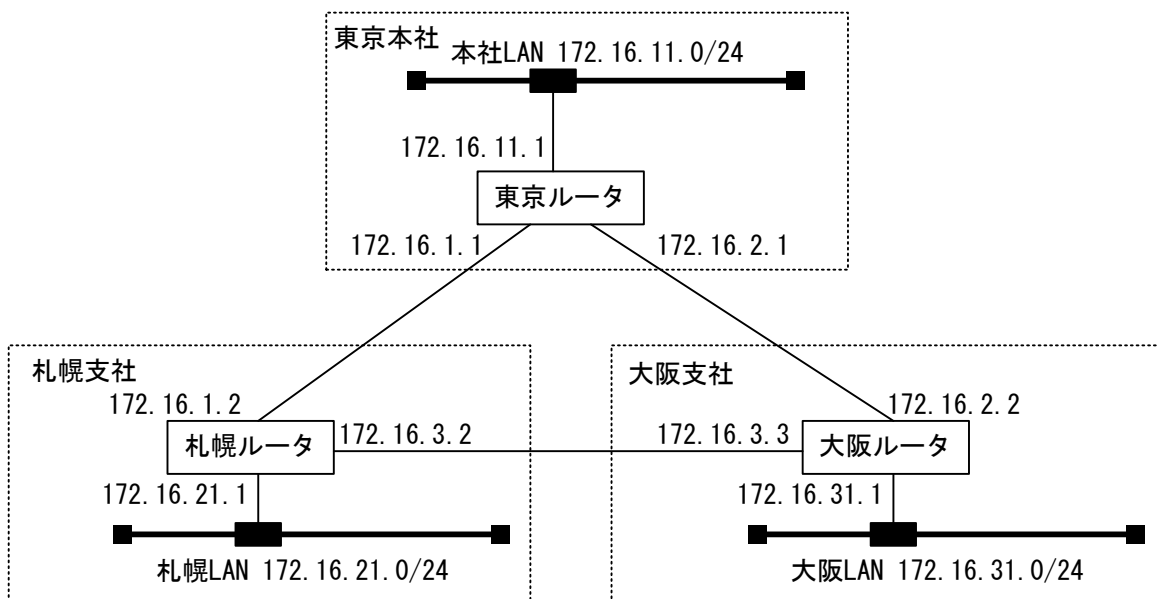 東京本社
本社LAN 172.16.11.0/24
172.16.11.1
東京ルータ
172.16.1.1
172.16.2.1
札幌支社
172.16.1.2
札幌ルータ
172.16.3.2
172.16.21.1
札幌LAN 172.16.21.0/24
大阪支社
172.16.2.2
172.16.3.3
大阪ルータ
172.16.31.1
大阪LAN 172.16.31.0/24